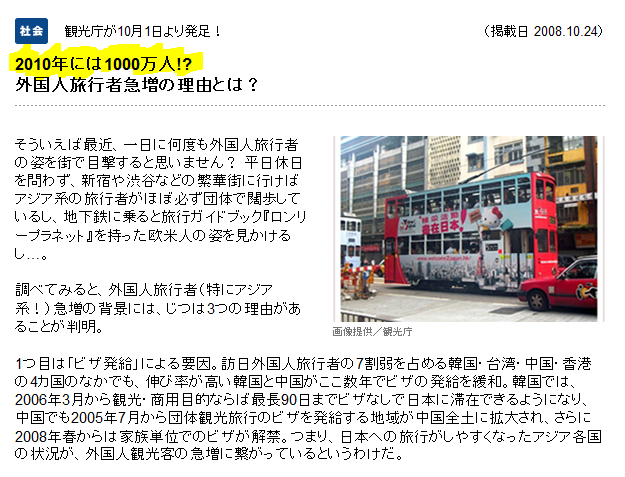 社会 観光庁が10月1日より発足！ （掲載日 2008.10.24）
2010年には1000万人!?
外国人旅行者急増の理由とは？
そういえば最近、一日に何度も外国人旅行者
の姿を街で目撃すると思いません？ 平日休日
を問わず、新宿や渋谷などの繁華街に行けば
アジア系の旅行者がほぼ必ず団体で闊歩して
いるし、地下鉄に乗ると旅行ガイドブック『ロンリ
ープラネット』を持った欧米人の姿を見かける
し…。
調べてみると、外国人旅行者（特にアジア
系！）急増の背景には、じつは3つの理由があ
ることが判明。
在日本!
画像提供／観光庁
1つ目は「ビザ発給」による要因。訪日外国人旅行者の7割弱を占める韓国・台湾・中国・香港
の4カ国のなかでも、伸び率が高い韓国と中国がここ数年でビザの発給を緩和。韓国では、
2006年3月から観光・商用目的ならば最長90日までビザなしで日本に滞在できるようになり、
中国でも2005年7月から団体観光旅行のビザを発給する地域が中国全土に拡大され、さらに
2008年春からは家族単位でのビザが解禁。つまり、日本への旅行がしやすくなったアジア各国
の状況が、外国人観光客の急増に繋がっているというわけだ。